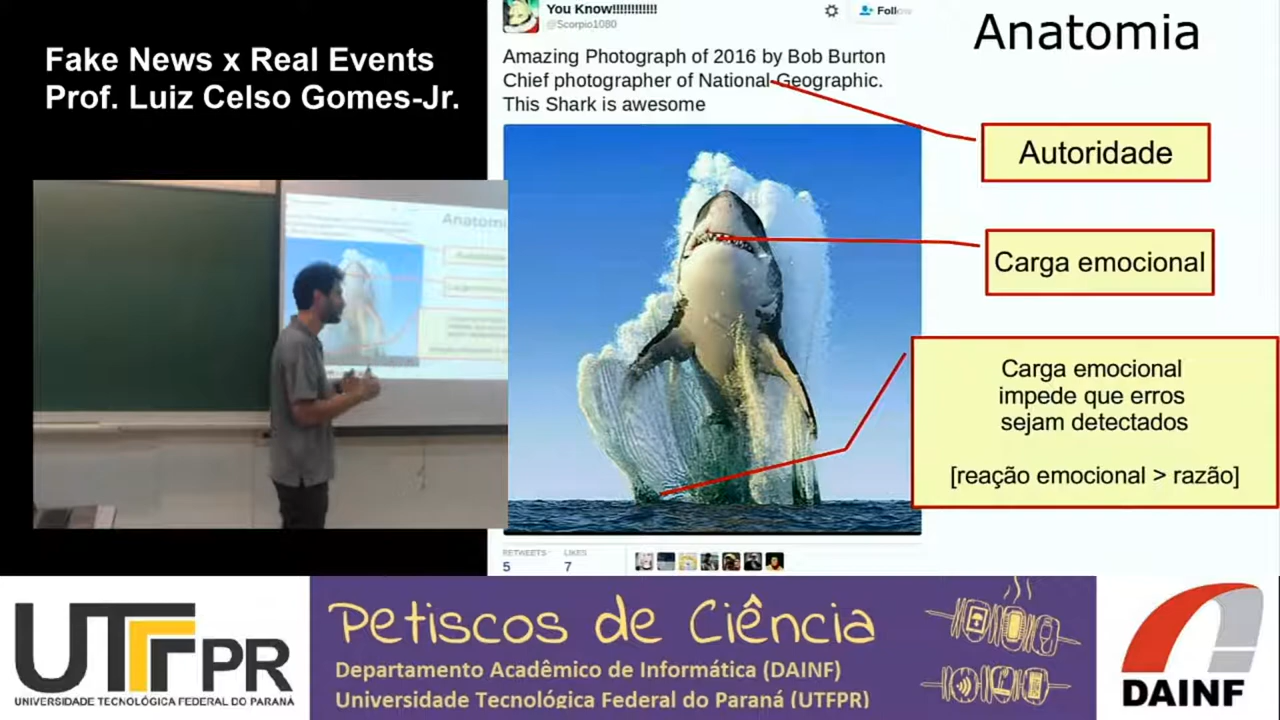 Fake News x Real Events
Prof. Luiz Celso Gomes-Jr.
You Know!!!!!!!!!!!!
@Scorpio1080
Follow
Amazing Photograph of 2016 by Bob Burton
Chief photographer of National Geographic.
This Shark is awesome
RETWEETS
LIKES
5
7
Anatomia
Autoridade
Carga emocional
Carga emocional
impede que erros
sejam detectados
[reação emocional > razão]
Anatomi
UTFPR
UNIVERSIDADE TECNOLÓGICA FEDERAL DO PARANÁ
Petiscos de Ciência
Departamento Acadêmico de Informática (DAINF)
Universidade Tecnológica Federal do Paraná (UTFPR)
DAINF